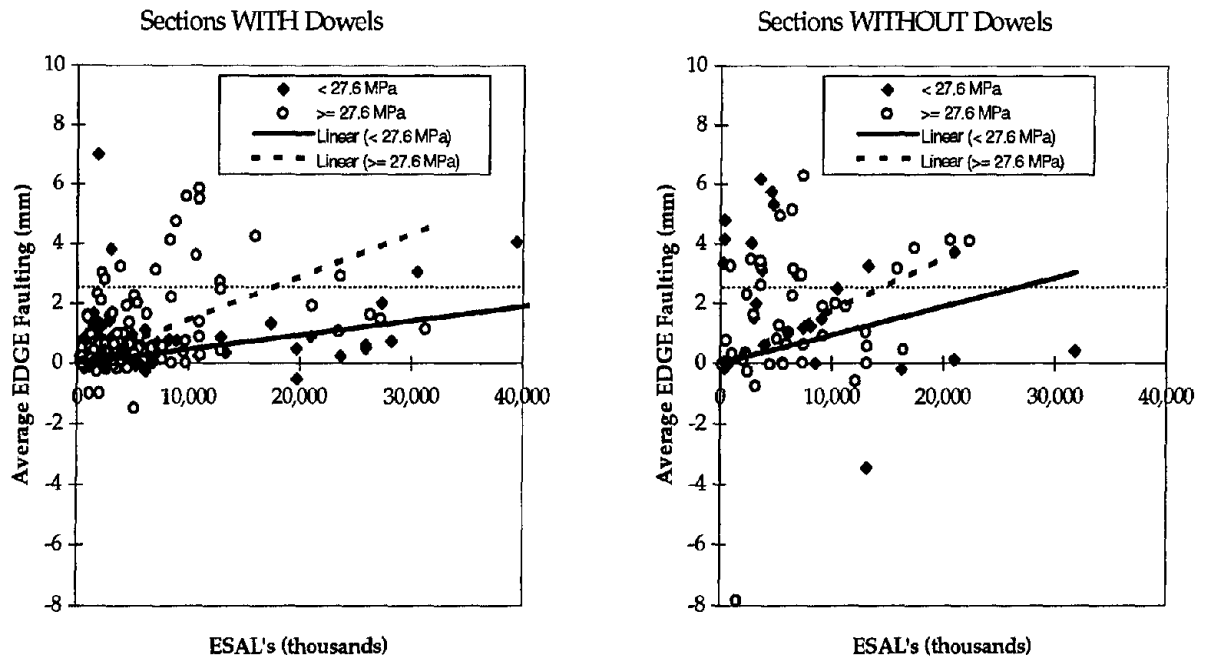 Sections WITH Dowels
10
8
6
4
2
0
-2
-4
-6
-8
Average EDGE Faulting (mm)
< 27.6 MPa
>= 27.6 MPa
Linear (< 27.6 MPa)
Linear (>= 27.6 MPa)
0
10,000
20,000
30,000
40,000
ESAL's (thousands)
Sections WITHOUT Dowels
10
8
6
4
2
0
-2
-4
-6
-8
Average EDGE Faulting (mm)
< 27.6 MPa
>= 27.6 MPa
Linear (< 27.6 MPa)
Linear (>= 27.6 MPa)
0
10,000
20,000
30,000
40,000
ESAL's (thousands)